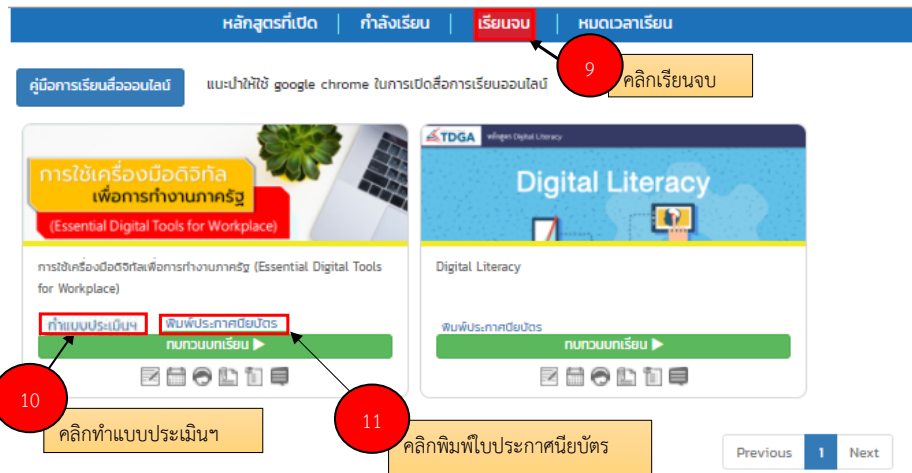 หลักสูตรที่เปิด กำลังเรียน เรียนจบ หมดเวลาเรียน
9
คลิกเรียนจบ
คู่มือการเรียนสื่อออนไลน์ แนะนำให้ใช้ google chrome ในการเปิดสื่อการเรียนออนไลน์
การใช้เครื่องมือดิจิทัล
เพื่อการทำงานภาครัฐ
(Essential Digital Tools for Workplace)
TDGA หลักสูตร Digital Literacy
Digital Literacy
การใช้เครื่องมือดิจิทัลเพื่อการทำงานภาครัฐ (Essential Digital Tools
for Workplace)
Digital Literacy
ทำแบบประเมินฯ พิมพ์ประกาศนียบัตร
พิมพ์ประกาศนียบัตร
ทบทวนบทเรียน
ทบทวนบทเรียน
10
คลิกทำแบบประเมินฯ
11
คลิกพิมพ์ใบประกาศนียบัตร
Previous 1 Next